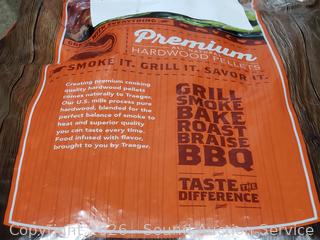 EVERYTHING
Premium
ALL-NATURAL
HARDWOOD PELLETS
SMOKE IT. GRILL IT. SAVOR IT.
Creating premium cooking
quality hardwood pellets
comes naturally to Traeger.
Our U.S. mills process pure
hardwood, blended for the
perfect balance of smoke to
heat and superior quality
you can taste every time.
Food infused with flavor,
brought to you by Traeger.
GRILL
SMOKE
BAKE
ROAST
BRAISE
BBQ
TASTE THE
DIFFERENCE